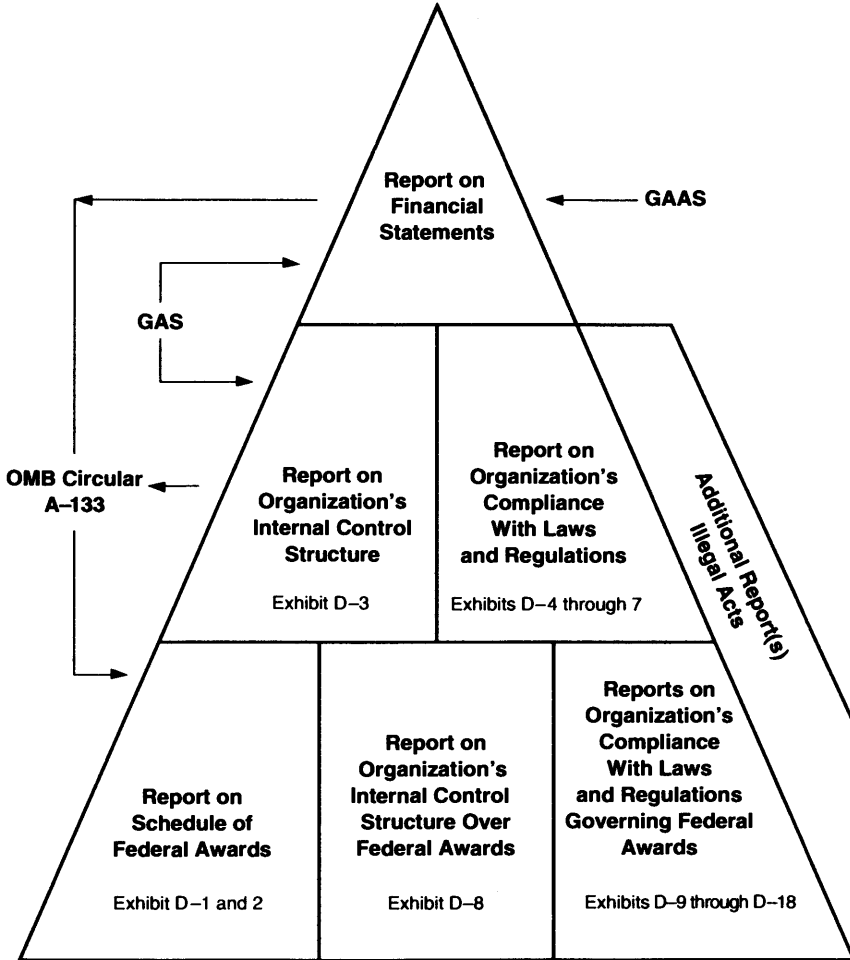 Report on
Financial
Statements
GAAS
GAS
OMB Circular
A–133
Report on
Organization's
Internal Control
Structure
Exhibit D–3
Report on
Organization's
Compliance
With Laws
and Regulations
Exhibits D–4 through 7
Additional Report(s)
Illegal Acts
Report on
Schedule of
Federal Awards
Exhibit D–1 and 2
Report on
Organization's
Internal Control
Structure Over
Federal Awards
Exhibit D–8
Reports on
Organization's
Compliance
With Laws
and Regulations
Governing Federal
Awards
Exhibits D–9 through D–18